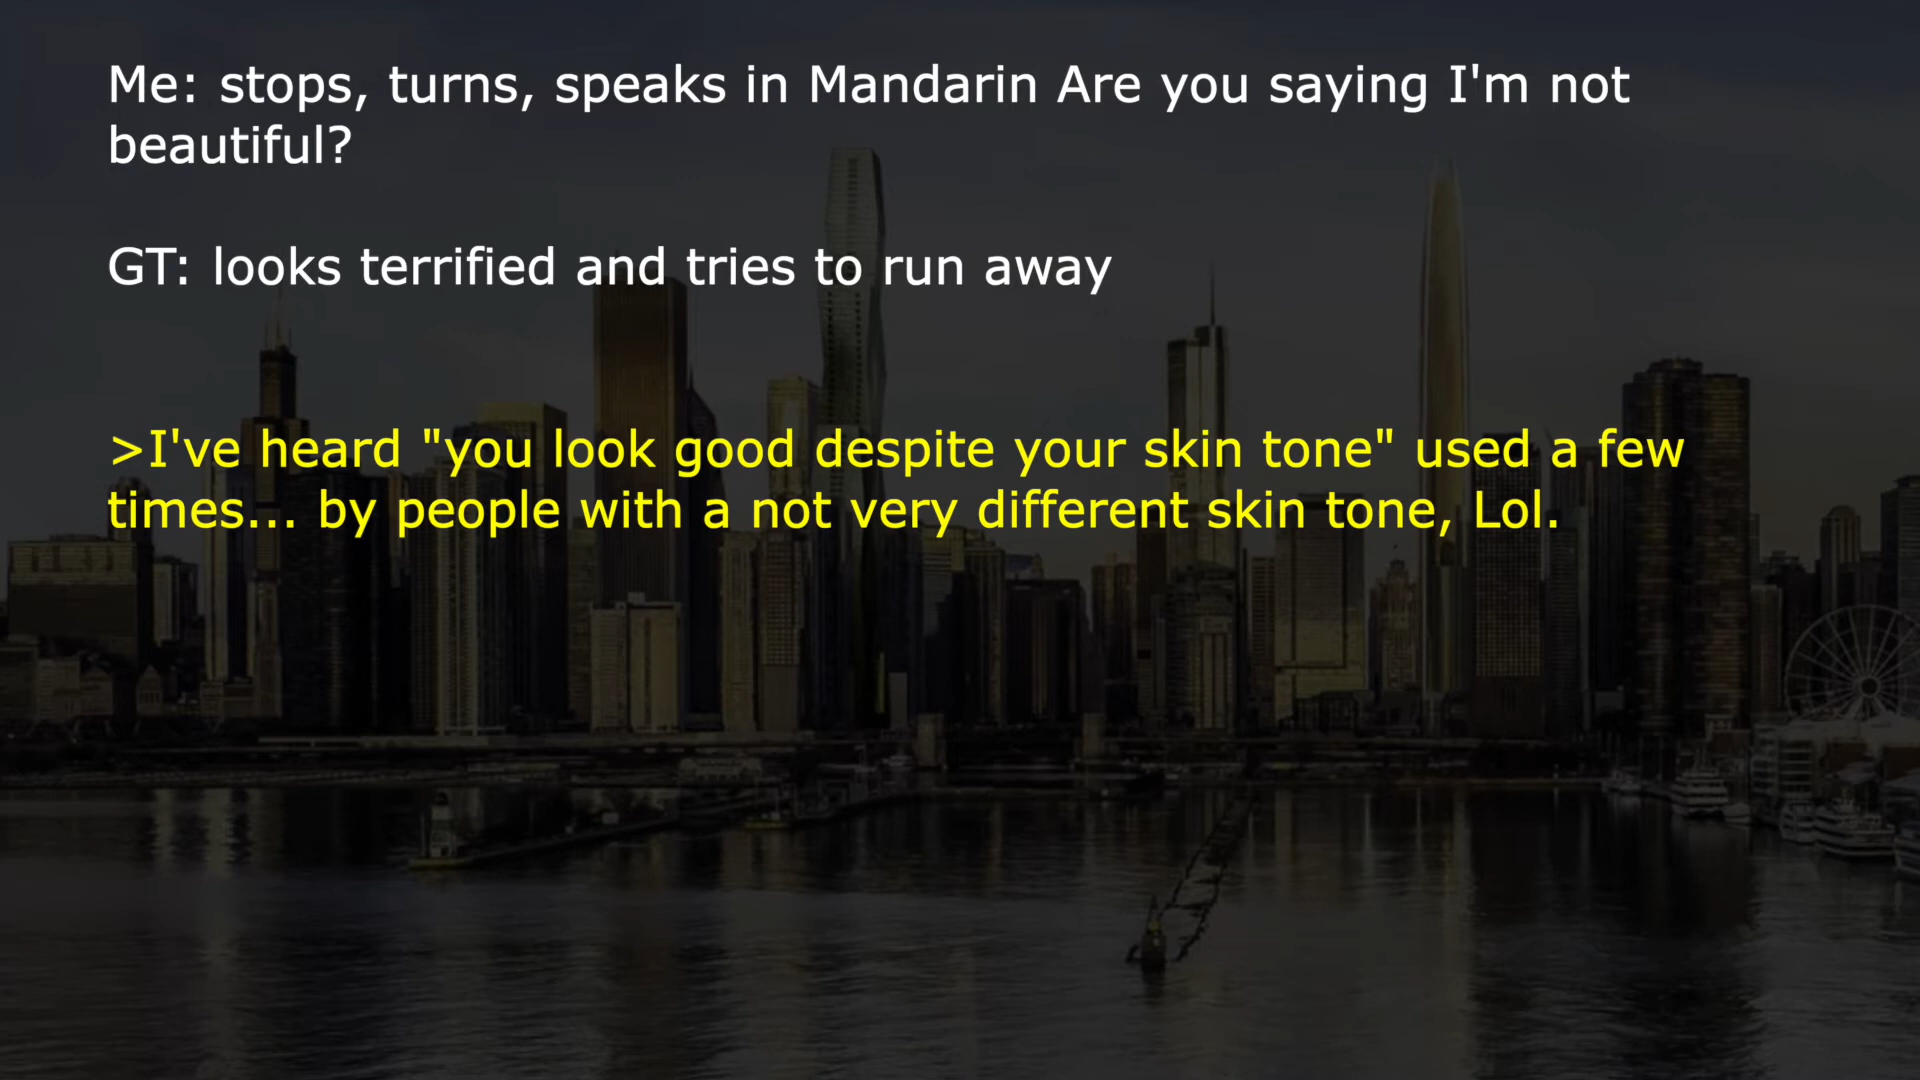 Me: stops, turns, speaks in Mandarin Are you saying I'm not
beautiful?
GT: looks terrified and tries to run away
>I've heard "you look good despite your skin tone" used a few
times... by people with a not very different skin tone, Lol.